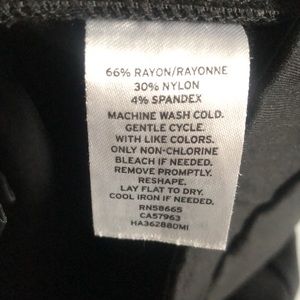 66% RAYON/RAYONNE
30% NYLON
4% SPANDEX
MACHINE WASH COLD.
GENTLE CYCLE.
WITH LIKE COLORS.
ONLY NON-CHLORINE
BLEACH IF NEEDED.
REMOVE PROMPTLY.
RESHAPE.
LAY FLAT TO DRY.
COOL IRON IF NEEDED.
RN58665
CA57963
HA362880MI